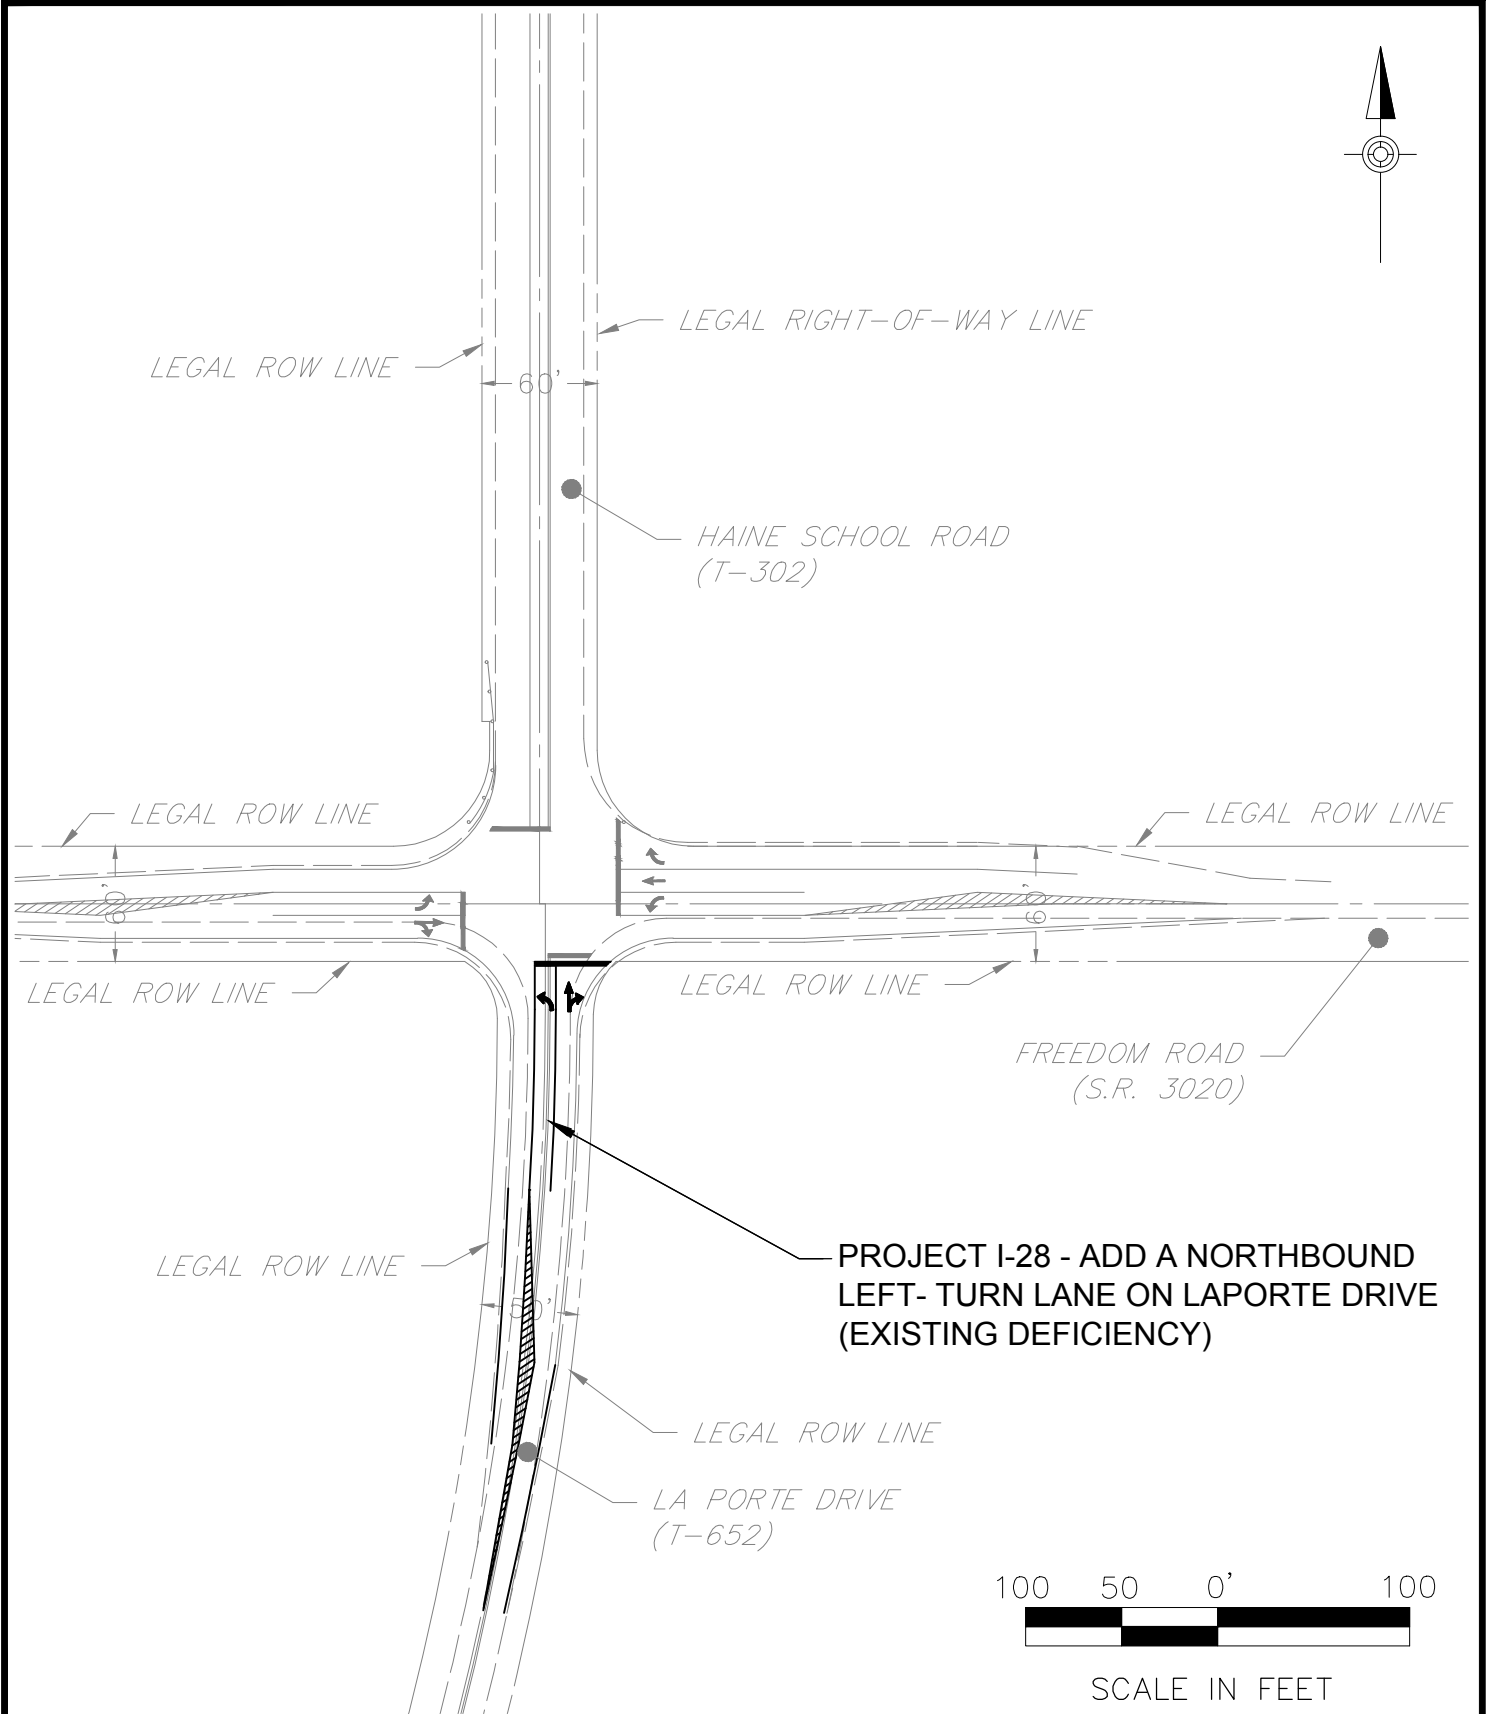 LEGAL RIGHT-OF-WAY LINE
LEGAL ROW LINE
60'
HAINE SCHOOL ROAD
(T-302)
LEGAL ROW LINE
LEGAL ROW LINE
60'
60'
LEGAL ROW LINE
LEGAL ROW LINE
FREEDOM ROAD
(S.R. 3020)
LEGAL ROW LINE
PROJECT I-28 - ADD A NORTHBOUND
LEFT- TURN LANE ON LAPORTE DRIVE
(EXISTING DEFICIENCY)
50'
LEGAL ROW LINE
LA PORTE DRIVE
(T-652)
100 50 0' 100
SCALE IN FEET